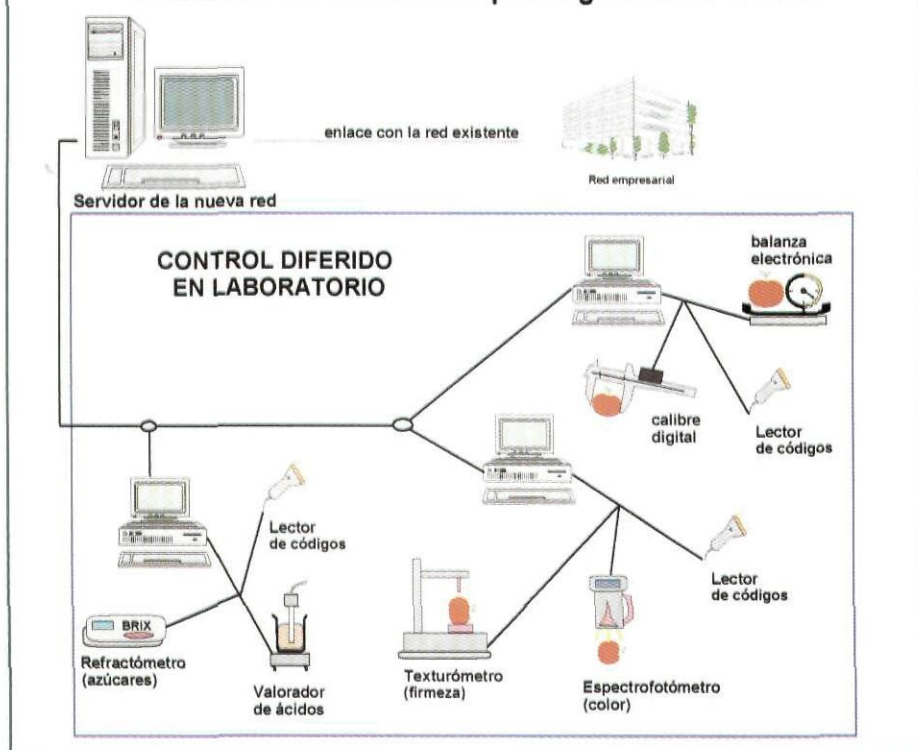 enlace con la red existente
Red empresarial
Servidor de la nueva red
CONTROL DIFERIDO
EN LABORATORIO
balanza
electrónica
calibre
digital
Lector
de códigos
Lector
de códigos
Lector
de códigos
BRIX
Refractómetro
(azúcares)
Valorador
de ácidos
Texturómetro
(firmeza)
Espectrofotómetro
(color)